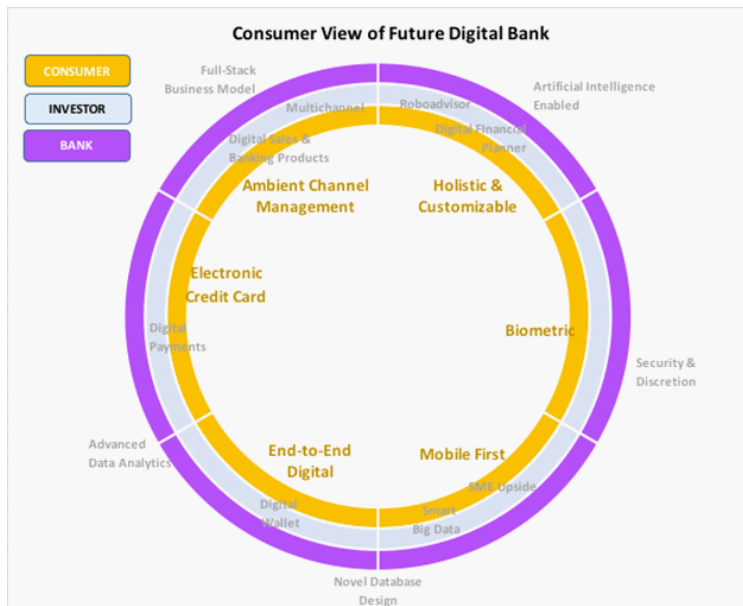 Consumer View of Future Digital Bank
CONSUMER
INVESTOR
BANK
Full-Stack
Business Model
Artificial Intelligence
Enabled
Multichannel
Roboadvisor
Digital Sales &
Banking Products
Digital FInancial
Planner
Ambient Channel
Management
Holistic &
Customizable
Electronic
Credit Card
Digital
Payments
Biometric
Security &
Discretion
Advanced
Data Analytics
End-to-End
Digital
Mobile First
SME Upside
Digital
Wallet
Smart
Big Data
Novel Database
Design